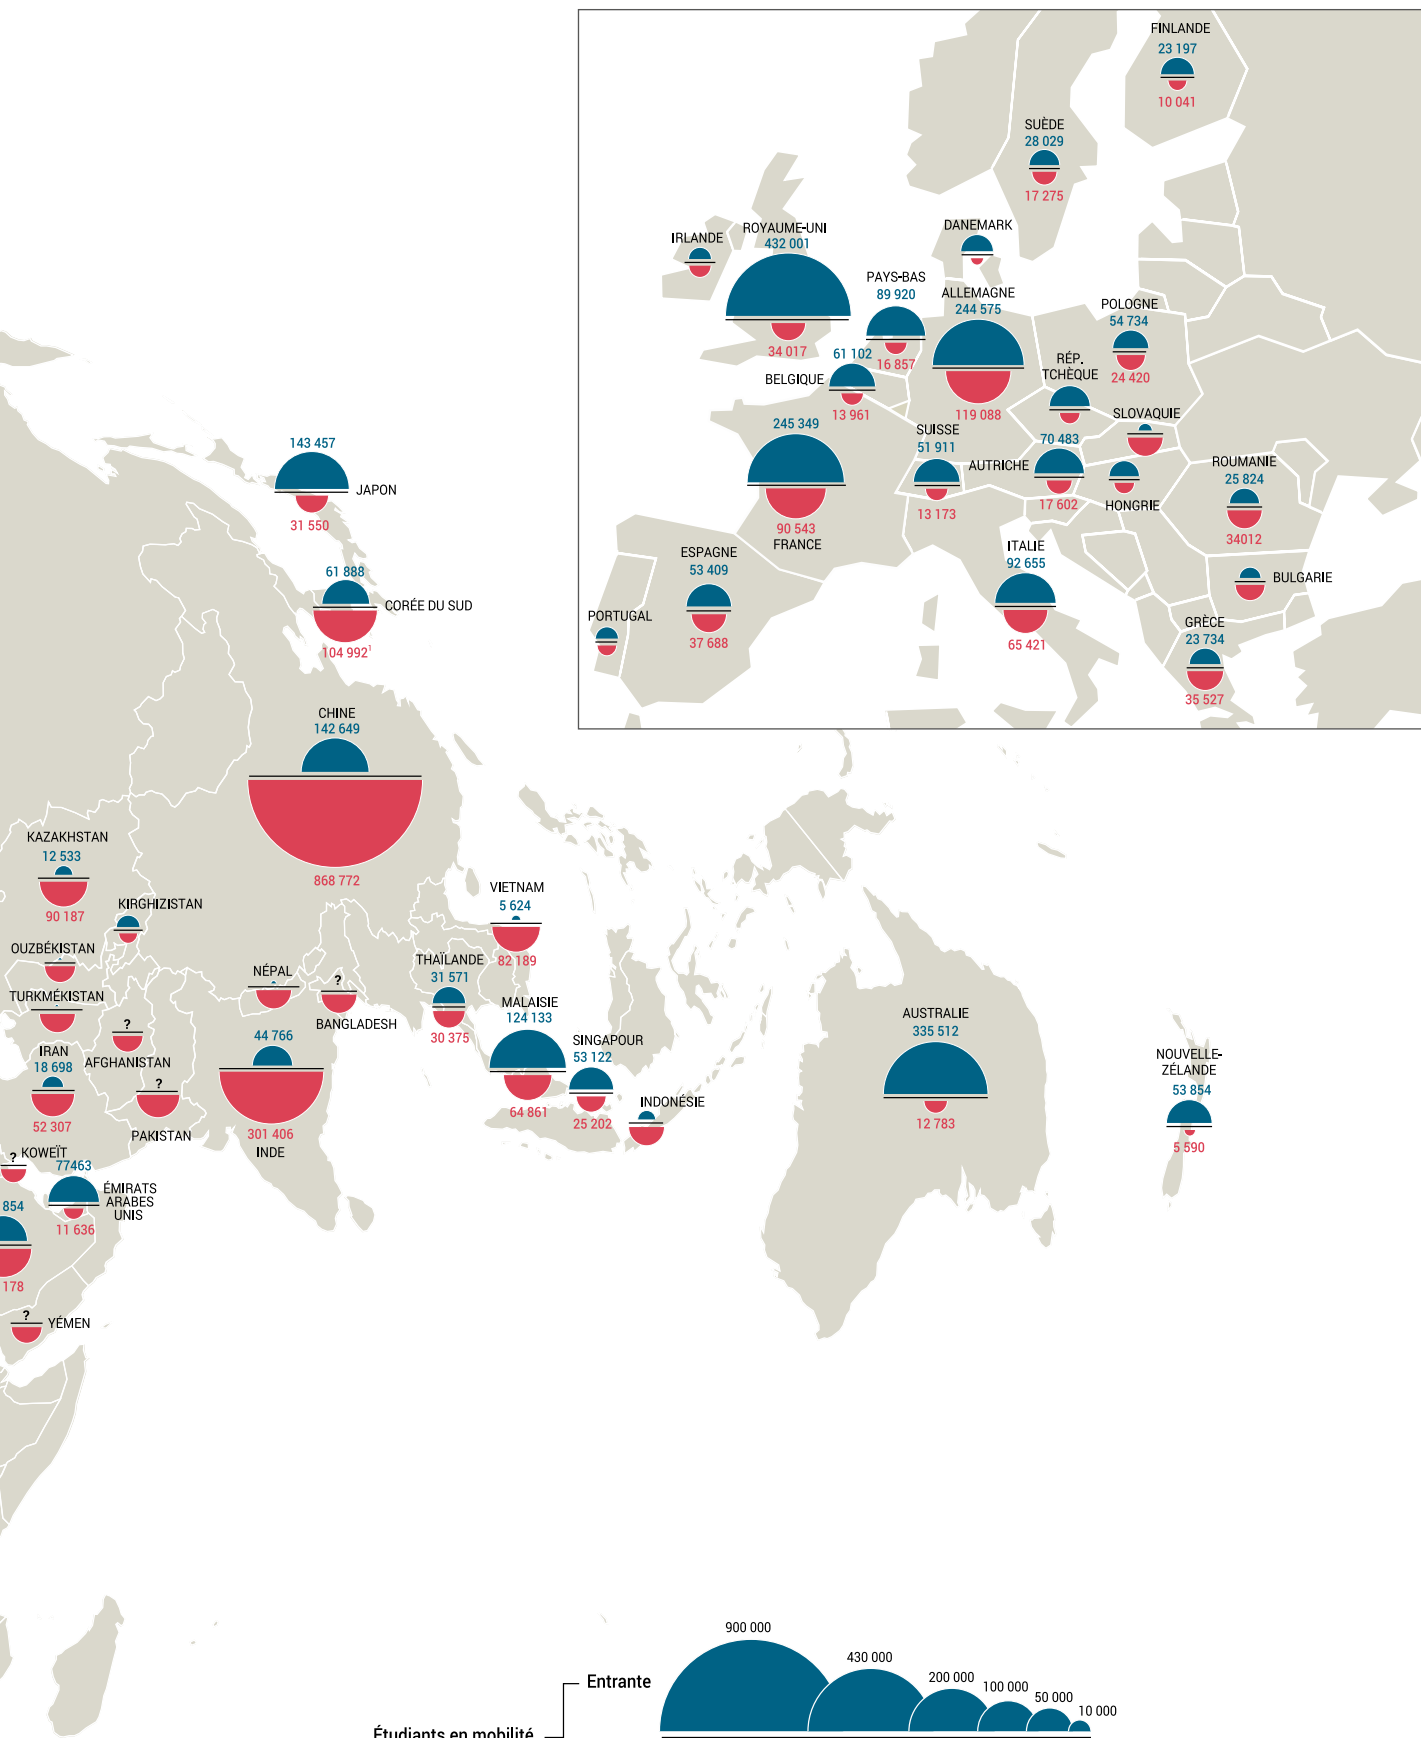 FINLANDE
23 197
10 041
SUÈDE
28 029
17 275
DANEMARK
IRLANDE
ROYAUME-UNI
432 001
34 017
PAYS-BAS
89 920
16 857
ALLEMAGNE
244 575
119 088
POLOGNE
54 734
24 420
61 102
BELGIQUE
13 961
RÉP.
TCHÈQUE
SLOVAQUIE
245 349
90 543
FRANCE
SUISSE
51 911
13 173
AUTRICHE
70 483
17 602
HONGRIE
ROUMANIE
25 824
34012
ESPAGNE
53 409
37 688
ITALIE
92 655
65 421
BULGARIE
PORTUGAL
GRÈCE
23 734
35 527
143 457
JAPON
31 550
61 888
CORÉE DU SUD
104 992¹
CHINE
142 649
868 772
KAZAKHSTAN
12 533
90 187
KIRGHIZISTAN
OUZBÉKISTAN
TURKMÉKISTAN
VIETNAM
5 624
82 189
THAÏLANDE
31 571
30 375
NÉPAL
?
BANGLADESH
?
AFGHANISTAN
IRAN
18 698
52 307
?
PAKISTAN
44 766
301 406
INDE
MALAISIE
124 133
64 861
SINGAPOUR
53 122
25 202
INDONÉSIE
AUSTRALIE
335 512
12 783
NOUVELLE-
ZÉLANDE
53 854
5 590
? KOWEÏT
77463
ÉMIRATS
ARABES
UNIS
11 636
854
178
?
YÉMEN
900 000
430 000
200 000
100 000
50 000
10 000
Entrante
Étudiants en mobilité